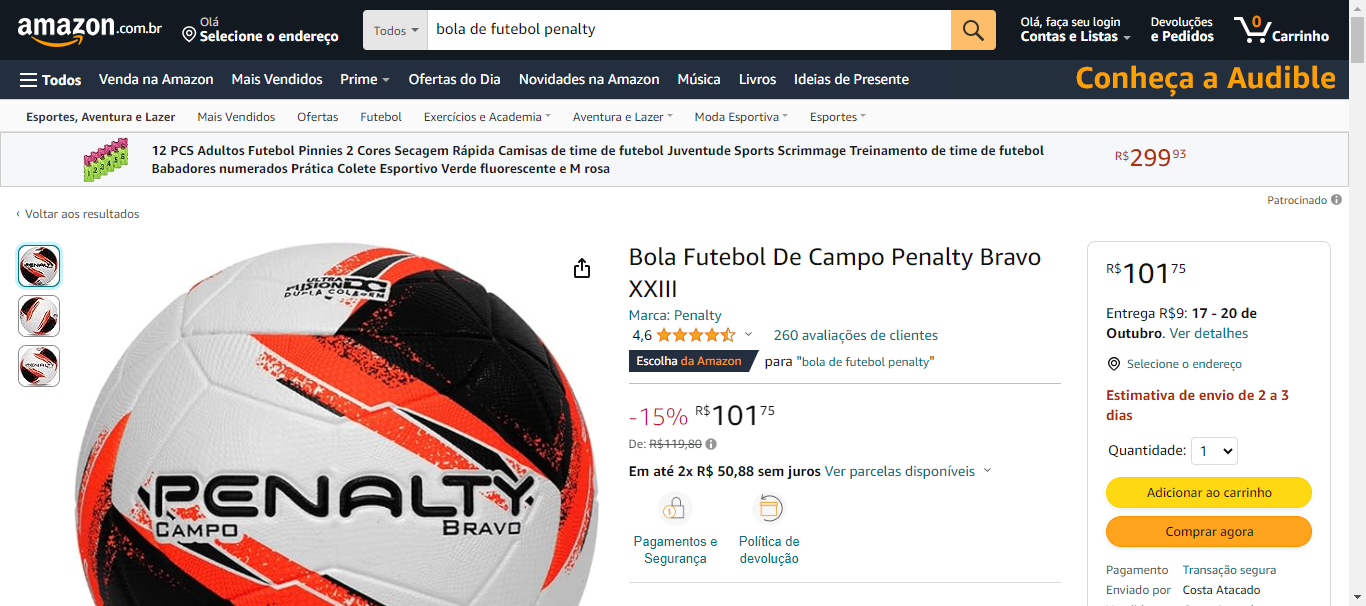 amazon.com.br
Olá
Selecione o endereço
Todos
bola de futebol penalty
Olá, faça seu login
Contas e Listas
Devoluções
e Pedidos
0
Carrinho
Todos
Venda na Amazon
Mais Vendidos
Prime
Ofertas do Dia
Novidades na Amazon
Música
Livros
Ideias de Presente
Conheça a Audible
Esportes, Aventura e Lazer
Mais Vendidos
Ofertas
Futebol
Exercícios e Academia
Aventura e Lazer
Moda Esportiva
Esportes
12 PCS Adultos Futebol Pinnies 2 Cores Secagem Rápida Camisas de time de futebol Juventude Sports Scrimmage Treinamento de time de futebol
Babadores numerados Prática Colete Esportivo Verde fluorescente e M rosa
R$299 93
Patrocinado
‹ Voltar aos resultados
ULTRA
FUSION DC
DUPLA COLAGEM
PENALTY
CAMPO
BRAVO
Bola Futebol De Campo Penalty Bravo
XXIII
Marca: Penalty
4,6
260 avaliações de clientes
Escolha da Amazon
para "bola de futebol penalty"
-15% R$101 75
De: R$119,80
Em até 2x R$ 50,88 sem juros Ver parcelas disponíveis
Pagamentos e
Segurança
Política de
devolução
R$101 75
Entrega R$9: 17 - 20 de
Outubro. Ver detalhes
Selecione o endereço
Estimativa de envio de 2 a 3
dias
Quantidade: 1
Adicionar ao carrinho
Comprar agora
Pagamento Transação segura
Enviado por Costa Atacado